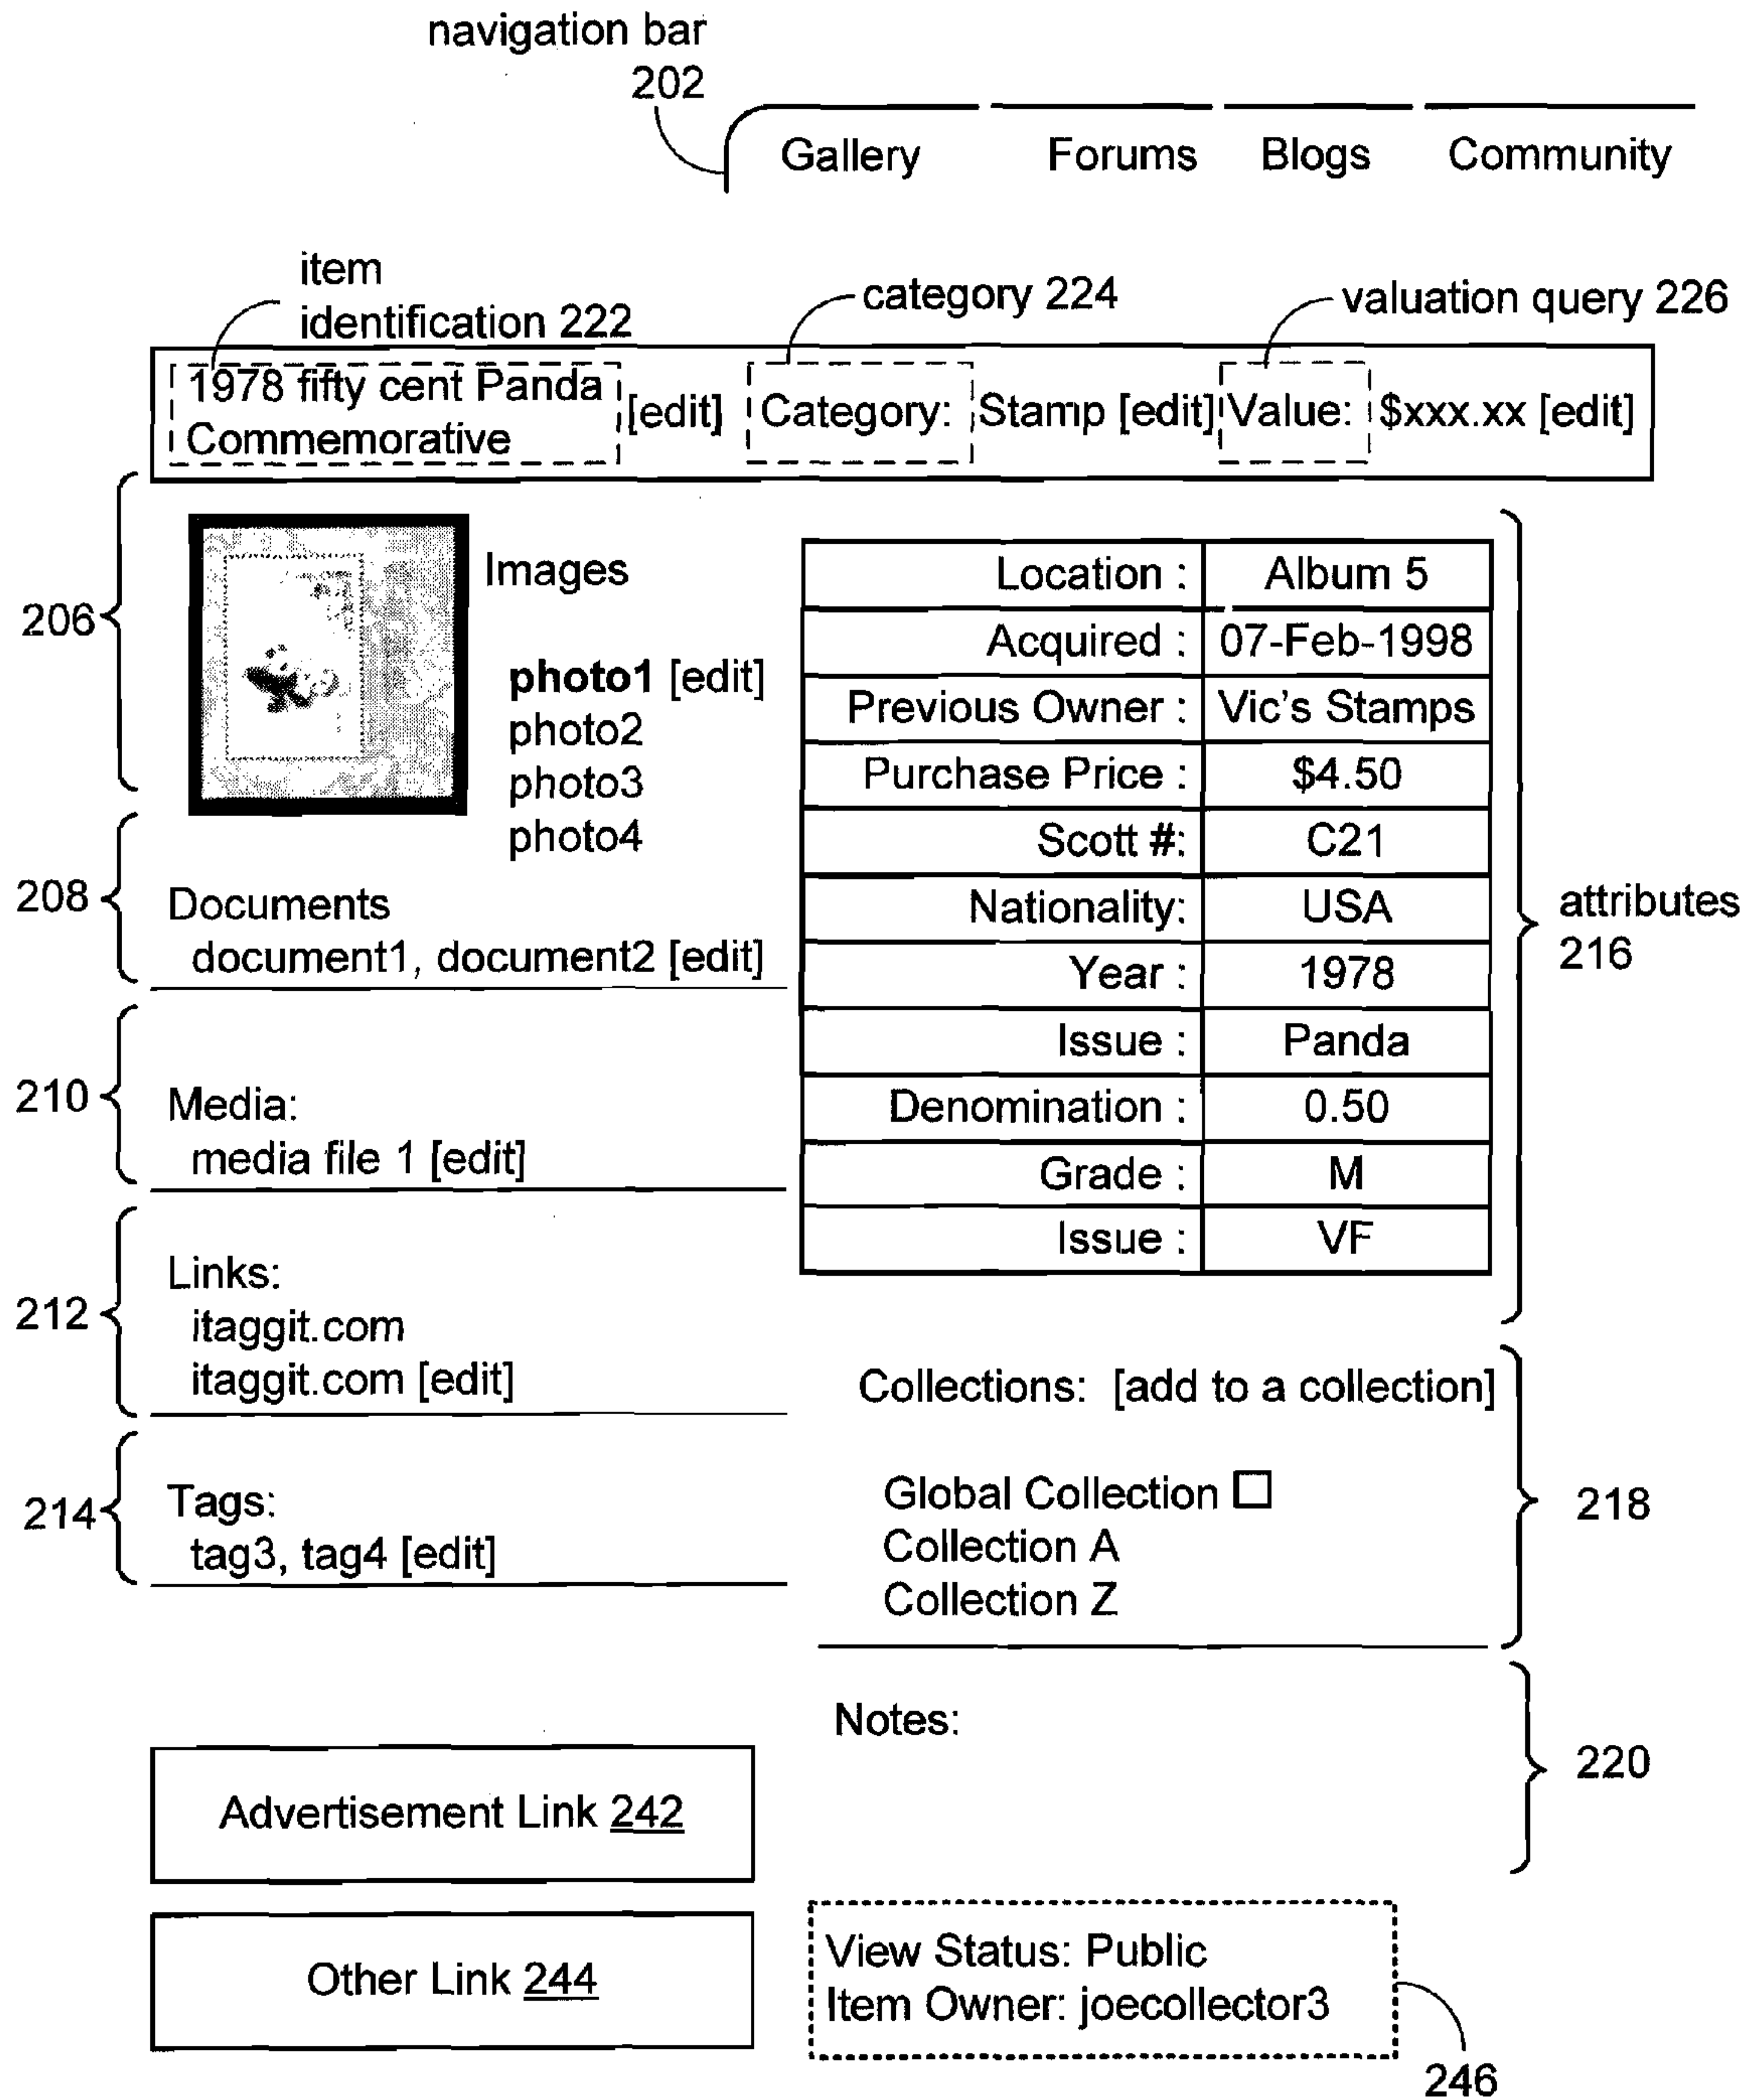 navigation bar
202
Gallery Forums Blogs Community
item
identification 222
category 224
valuation query 226
1978 fifty cent Panda
Commemorative
[edit]
Category: Stamp [edit] Value: $xxx.xx [edit]
206
Images
photo1 [edit]
photo2
photo3
photo4
208
Documents
document1, document2 [edit]
210
Media:
media file 1 [edit]
212
Links:
itaggit.com
itaggit.com [edit]
214
Tags:
tag3, tag4 [edit]
Location : Album 5
Acquired : 07-Feb-1998
Previous Owner : Vic's Stamps
Purchase Price : $4.50
Scott #: C21
Nationality: USA
Year : 1978
Issue : Panda
Denomination : 0.50
Grade : M
Issue : VF
attributes
216
Collections: [add to a collection]
Global Collection
Collection A
Collection Z
218
Notes:
220
Advertisement Link 242
Other Link 244
View Status: Public
Item Owner: joecollector3
246